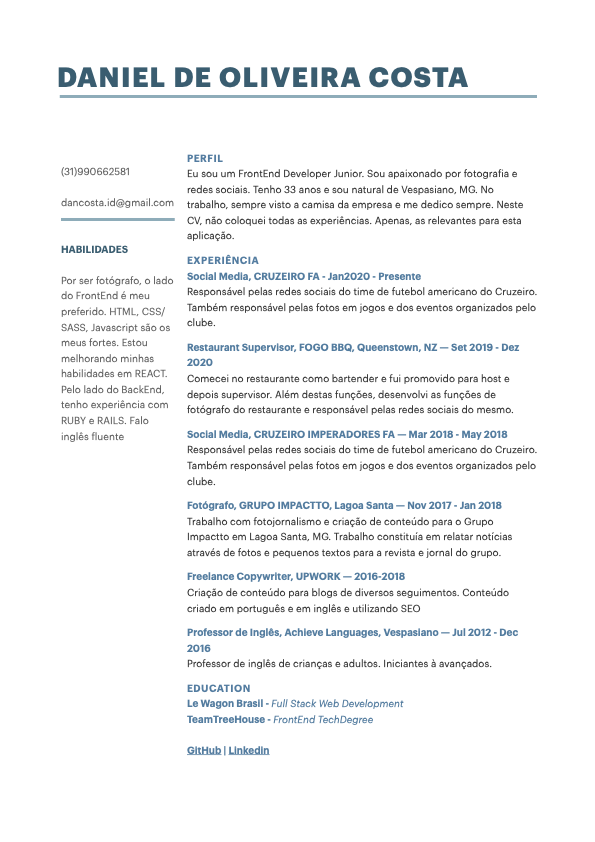 DANIEL DE OLIVEIRA COSTA
(31)990662581
dancosta.id@gmail.com
HABILIDADES
Por ser fotógrafo, o lado
do FrontEnd é meu
preferido. HTML, CSS/
SASS, Javascript são os
meus fortes. Estou
melhorando minhas
habilidades em REACT.
Pelo lado do BackEnd,
tenho experiência com
RUBY e RAILS. Falo
inglês fluente
PERFIL
Eu sou um FrontEnd Developer Junior. Sou apaixonado por fotografia e
redes sociais. Tenho 33 anos e sou natural de Vespasiano, MG. No
trabalho, sempre visto a camisa da empresa e me dedico sempre. Neste
CV, não coloquei todas as experiências. Apenas, as relevantes para esta
aplicação.
EXPERIÊNCIA
Social Media, CRUZEIRO FA - Jan2020 - Presente
Responsável pelas redes sociais do time de futebol americano do Cruzeiro.
Também responsável pelas fotos em jogos e dos eventos organizados pelo
clube.
Restaurant Supervisor, FOGO BBQ, Queenstown, NZ — Set 2019 - Dez
2020
Comecei no restaurante como bartender e fui promovido para host e
depois supervisor. Além destas funções, desenvolvi as funções de
fotógrafo do restaurante e responsável pelas redes sociais do mesmo.
Social Media, CRUZEIRO IMPERADORES FA — Mar 2018 - May 2018
Responsável pelas redes sociais do time de futebol americano do Cruzeiro.
Também responsável pelas fotos em jogos e dos eventos organizados pelo
clube.
Fotógrafo, GRUPO IMPACTTO, Lagoa Santa — Nov 2017 - Jan 2018
Trabalho com fotojornalismo e criação de conteúdo para o Grupo
Impactto em Lagoa Santa, MG. Trabalho constituía em relatar notícias
através de fotos e pequenos textos para a revista e jornal do grupo.
Freelance Copywriter, UPWORK — 2016-2018
Criação de conteúdo para blogs de diversos seguimentos. Conteúdo
criado em português e em inglês e utilizando SEO
Professor de Inglês, Achieve Languages, Vespasiano — Jul 2012 - Dec
2016
Professor de inglês de crianças e adultos. Iniciantes à avançados.
EDUCATION
Le Wagon Brasil - Full Stack Web Development
TeamTreeHouse - FrontEnd TechDegree
GitHub | Linkedin